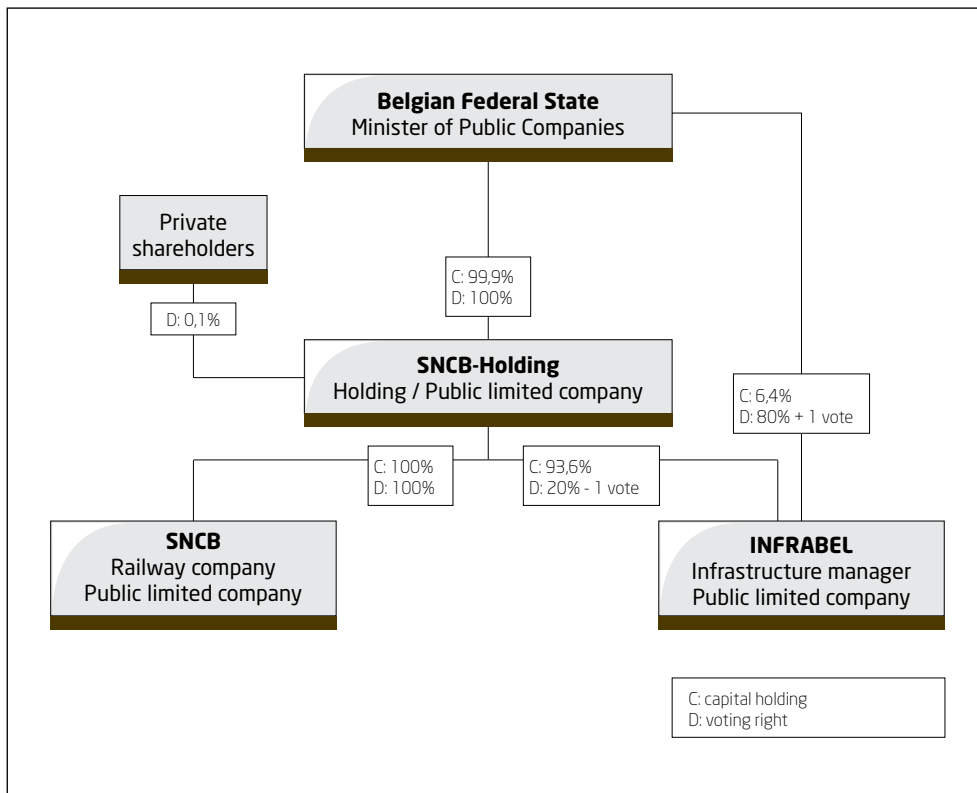 Belgian Federal State
Minister of Public Companies
Private
shareholders
C: 99,9%
D: 100%
D: 0,1%
SNCB-Holding
Holding / Public limited company
C: 6,4%
D: 80% + 1 vote
C: 100%
D: 100%
C: 93,6%
D: 20% - 1 vote
SNCB
Railway company
Public limited company
INFRABEL
Infrastructure manager
Public limited company
C: capital holding
D: voting right